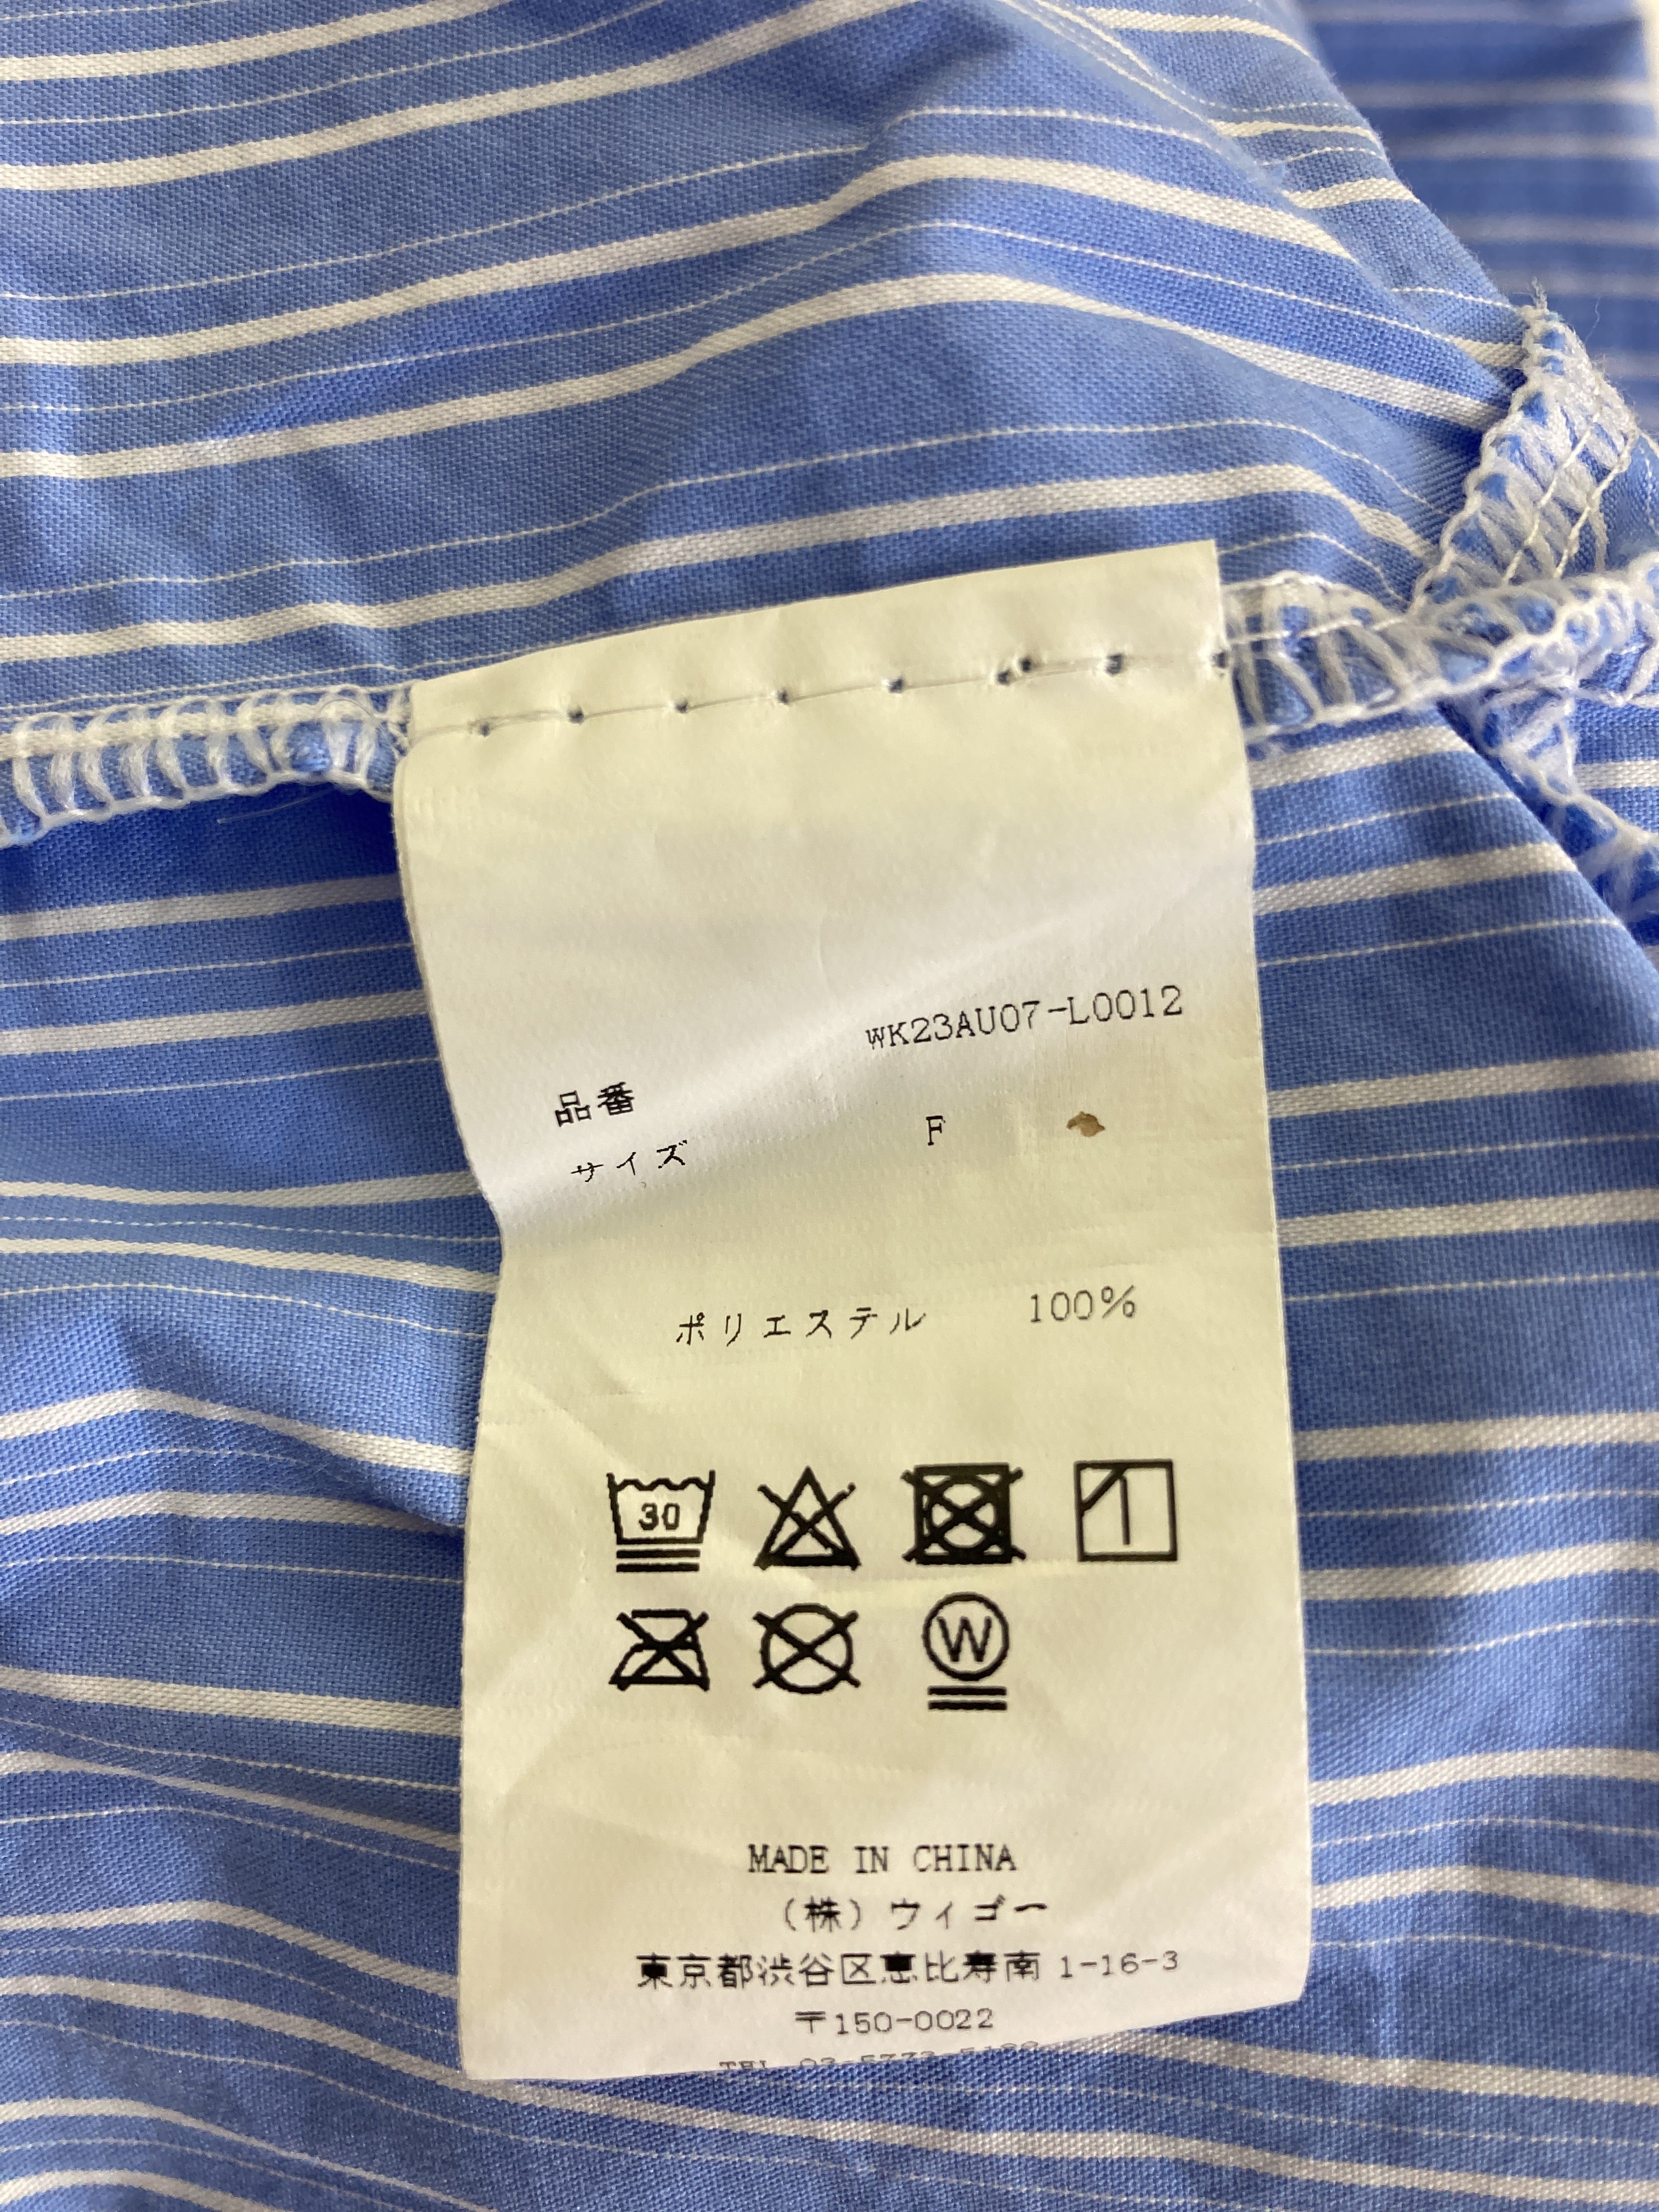 WK23AU07-L0012
品番
サイズ F
ポリエステル 100%
30
W
MADE IN CHINA
(株)ウィゴー
東京都渋谷区恵比寿南 1-16-3
〒150-0022
TEL